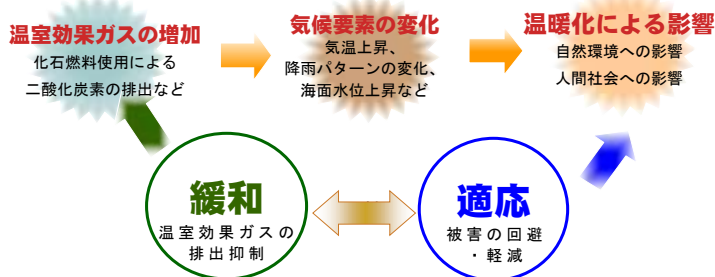 温室効果ガスの増加
化石燃料使用による
二酸化炭素の排出など
気候要素の変化
気温上昇、
降雨パターンの変化、
海面水位上昇など
温暖化による影響
自然環境への影響
人間社会への影響
緩和
温室効果ガスの
排出抑制
適応
被害の回避
・軽減